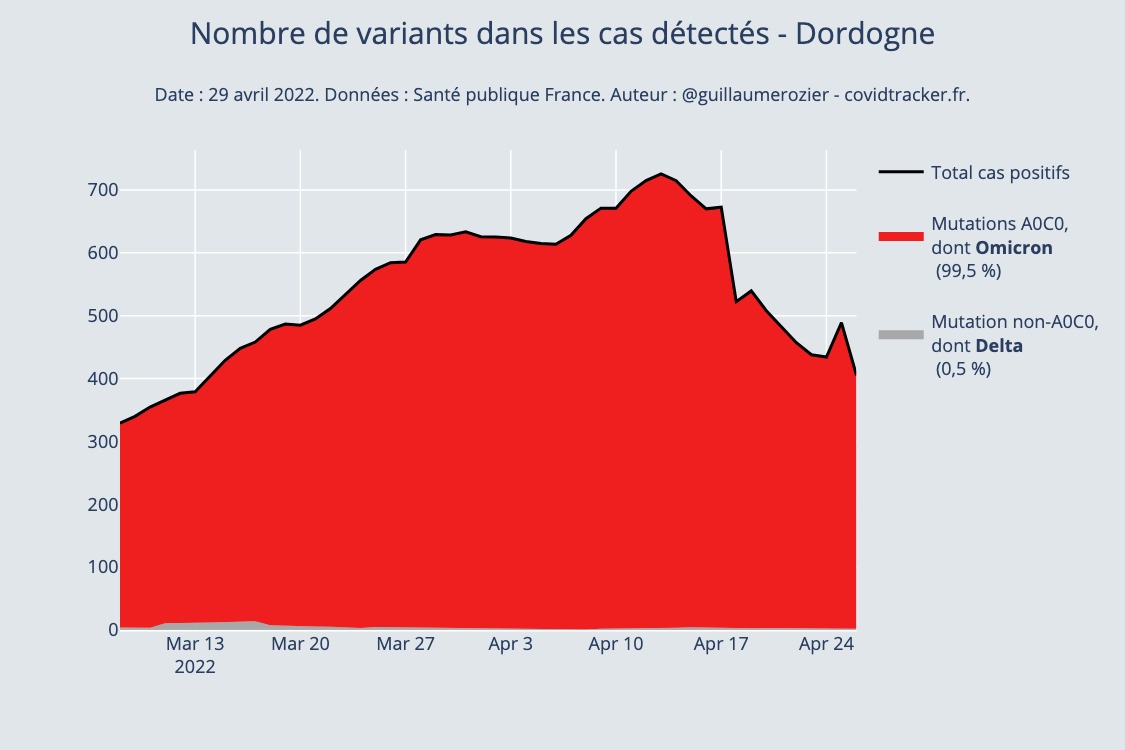 Nombre de variants dans les cas détectés - Dordogne
Date : 29 avril 2022. Données : Santé publique France. Auteur : @guillaumerozier - covidtracker.fr.
700
600
500
400
300
200
100
0
Mar 13
2022
Mar 20
Mar 27
Apr 3
Apr 10
Apr 17
Apr 24
Total cas positifs
Mutations A0C0,
dont Omicron
(99,5 %)
Mutation non-A0C0,
dont Delta
(0,5 %)